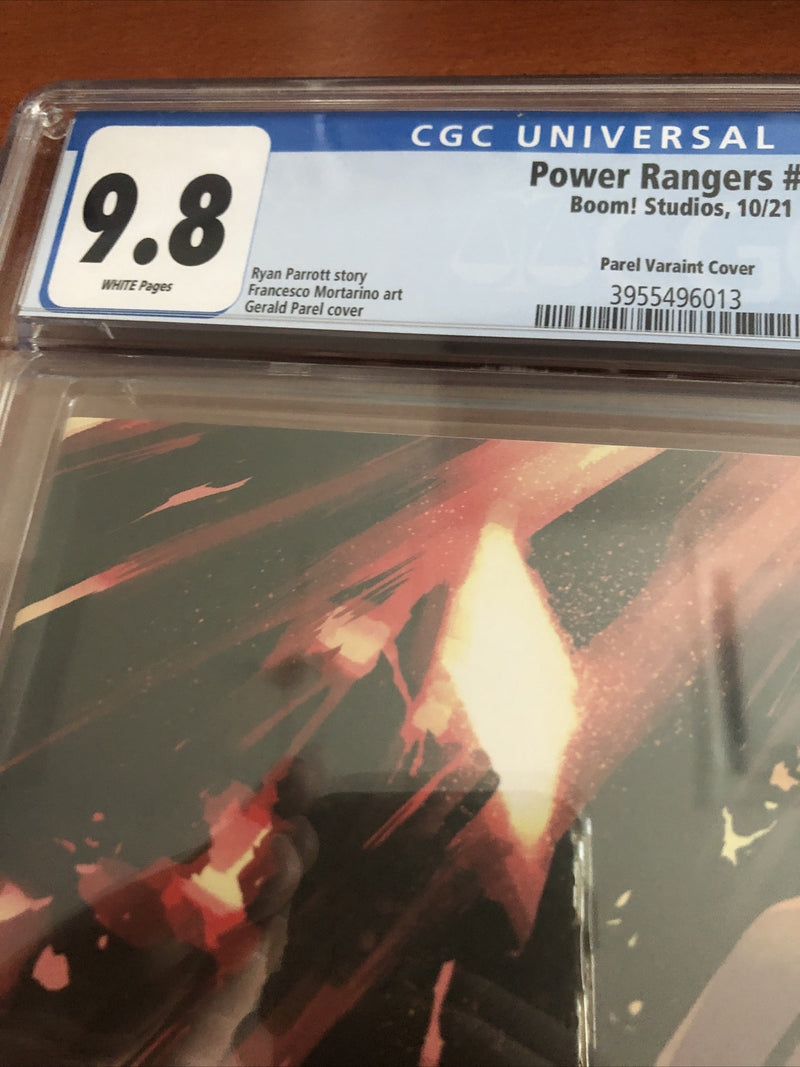 CGC UNIVERSAL
9.8
WHITE Pages
Power Rangers #
Boom! Studios, 10/21
Ryan Parrott story
Francesco Mortarino art
Gerald Parel cover
Parel Varaint Cover
3955496013